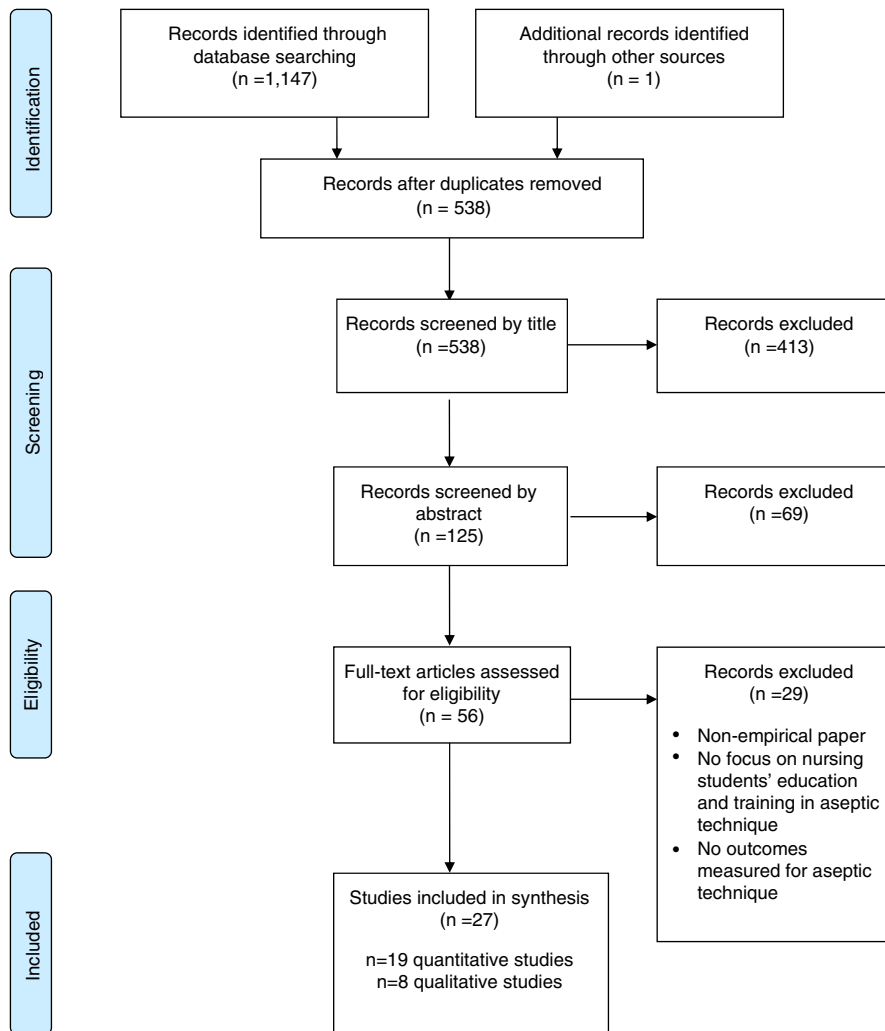 Identification
Records identified through
database searching
(n =1,147)
Additional records identified
through other sources
(n = 1)
Records after duplicates removed
(n = 538)
Screening
Records screened by title
(n =538)
Records excluded
(n =413)
Records screened by
abstract
(n =125)
Records excluded
(n =69)
Eligibility
Full-text articles assessed
for eligibility
(n = 56)
Records excluded
(n =29)
• Non-empirical paper
• No focus on nursing
students’ education
and training in aseptic
technique
• No outcomes
measured for aseptic
technique
Included
Studies included in synthesis
(n =27)
n=19 quantitative studies
n=8 qualitative studies